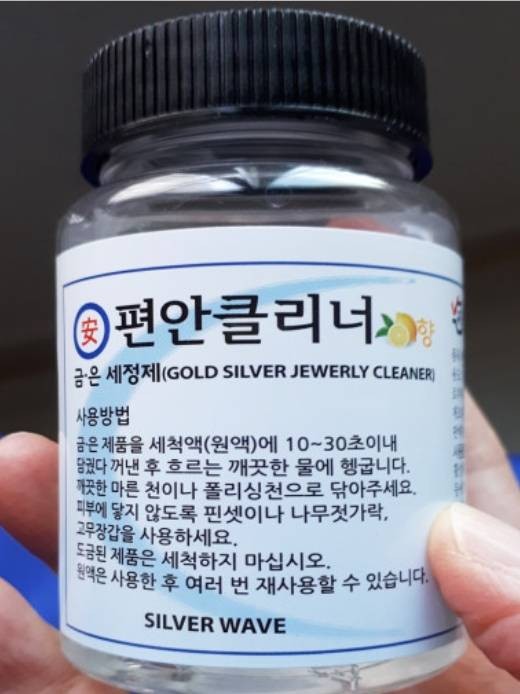 安 편안클리너 향
금·은 세정제(GOLD SILVER JEWERLY CLEANER)
사용방법
금·은 제품을 세척액(원액)에 10~30초이내
담궜다 꺼낸 후 흐르는 깨끗한 물에 헹굽니다.
깨끗한 마른 천이나 폴리싱천으로 닦아주세요.
피부에 닿지 않도록 핀셋이나 나무젓가락,
고무장갑을 사용하세요.
도금된 제품은 세척하지 마십시오.
원액은 사용한 후 여러 번 재사용할 수 있습니다.
SILVER WAVE